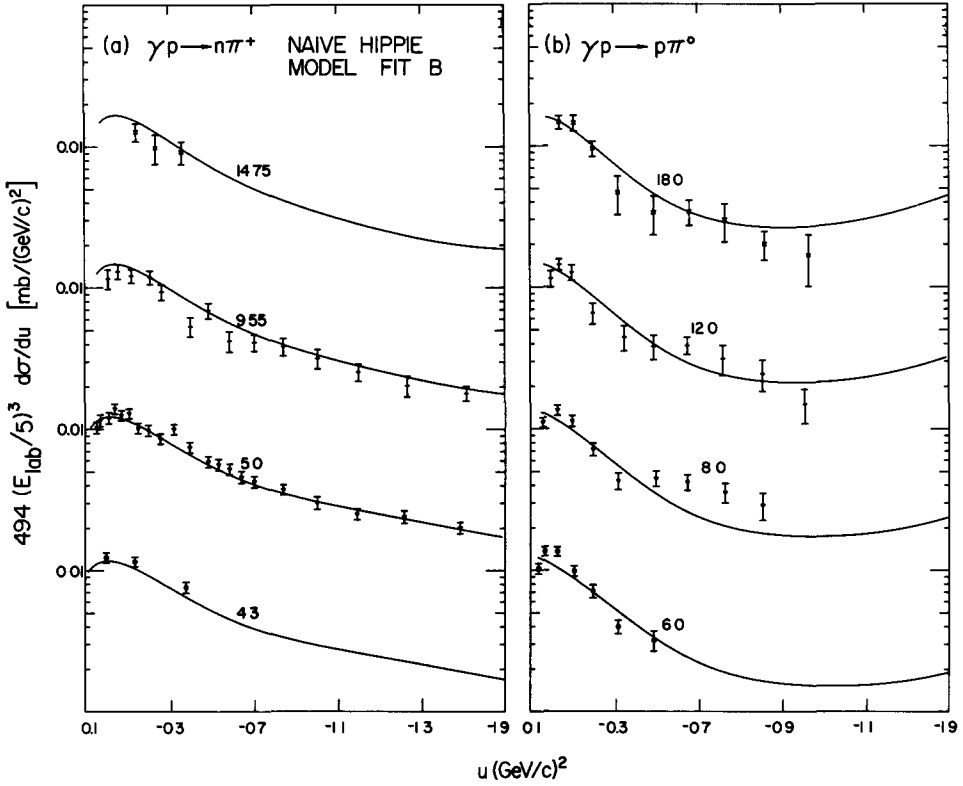 (a) γp→nπ⁺ NAIVE HIPPIE
MODEL FIT B
(b) γp→pπ⁰
494 (E_lab/5)³ dσ/du [mb/(GeV/c)²]
0.01
0.01
0.01
0.01
14.75
9.55
5.0
4.3
18.0
12.0
8.0
6.0
0.1 -0.3 -0.7 -1.1 -1.3 -1.9
0.1 -0.3 -0.7 -1.1 -1.9
u (GeV/c)²